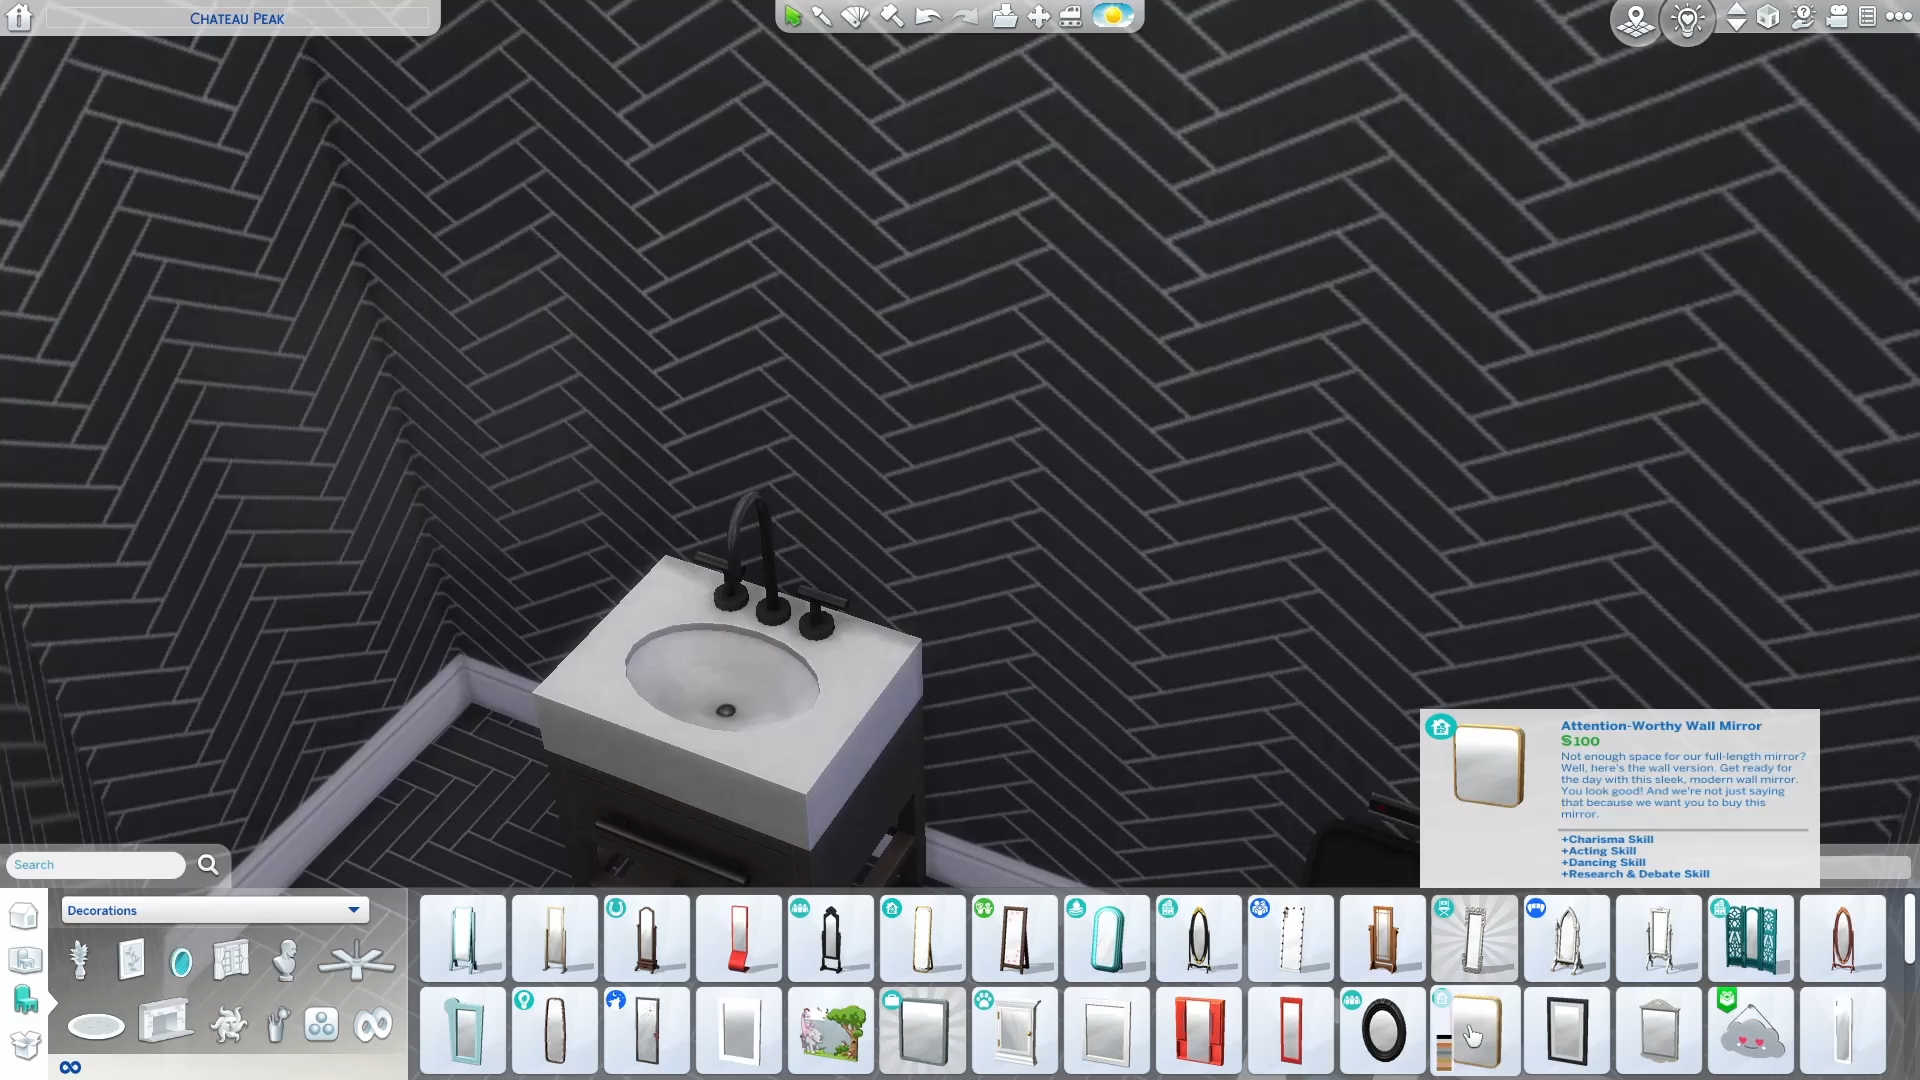 CHATEAU PEAK
Attention-Worthy Wall Mirror
§100
Not enough space for our full-length mirror?
Well, here's the wall version. Get ready for
the day with this sleek, modern wall mirror.
You look good! And we're not just saying
that because we want you to buy this
mirror.
+Charisma Skill
+Acting Skill
+Dancing Skill
+Research & Debate Skill
Search
Decorations